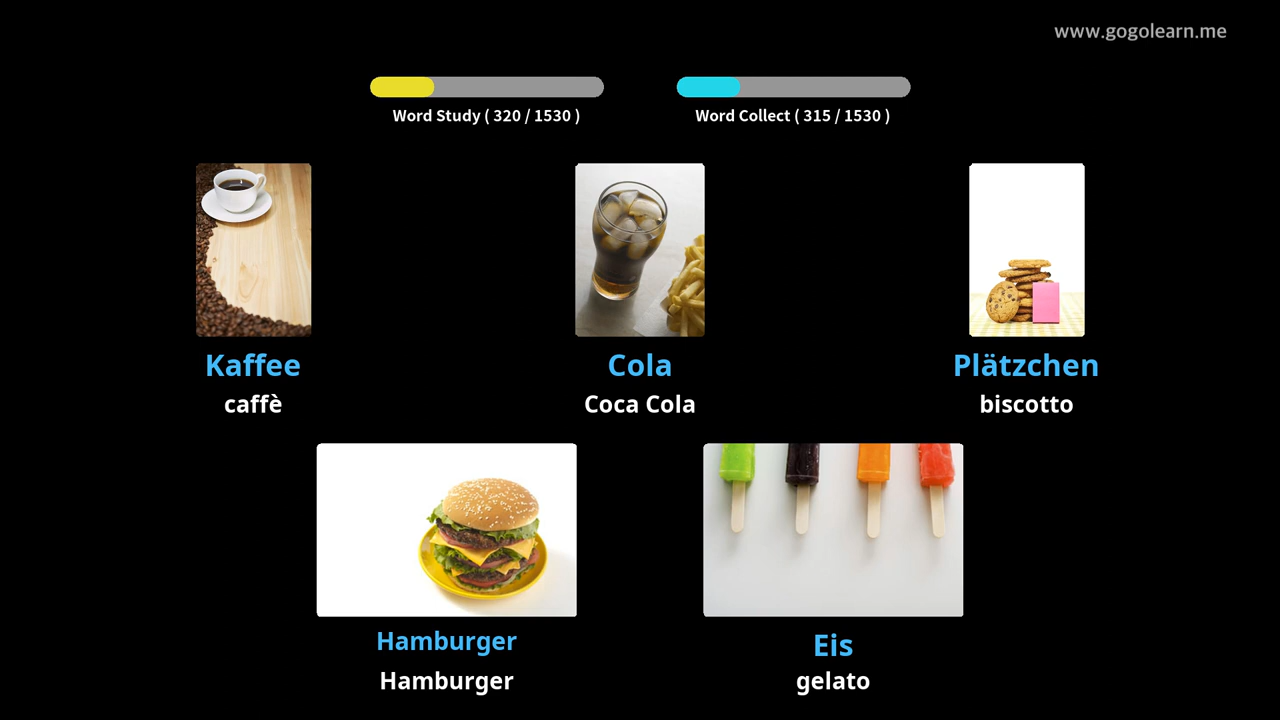 www.gogolearn.me
Word Study ( 320 / 1530 )
Word Collect ( 315 / 1530 )
Kaffee
caffè
Cola
Coca Cola
Plätzchen
biscotto
Hamburger
Hamburger
Eis
gelato